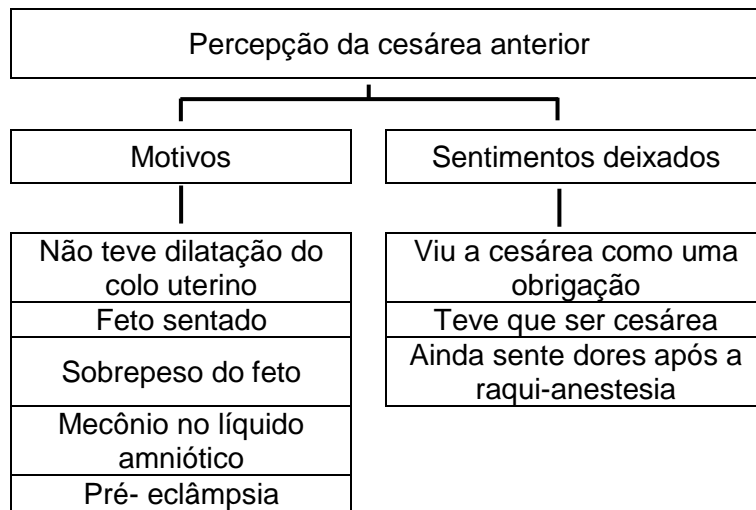 Percepção da cesárea anterior
Motivos
Sentimentos deixados
Não teve dilatação do
colo uterino
Feto sentado
Sobrepeso do feto
Mecônio no líquido
amniótico
Pré- eclâmpsia
Viu a cesárea como uma
obrigação
Teve que ser cesárea
Ainda sente dores após a
raqui-anestesia